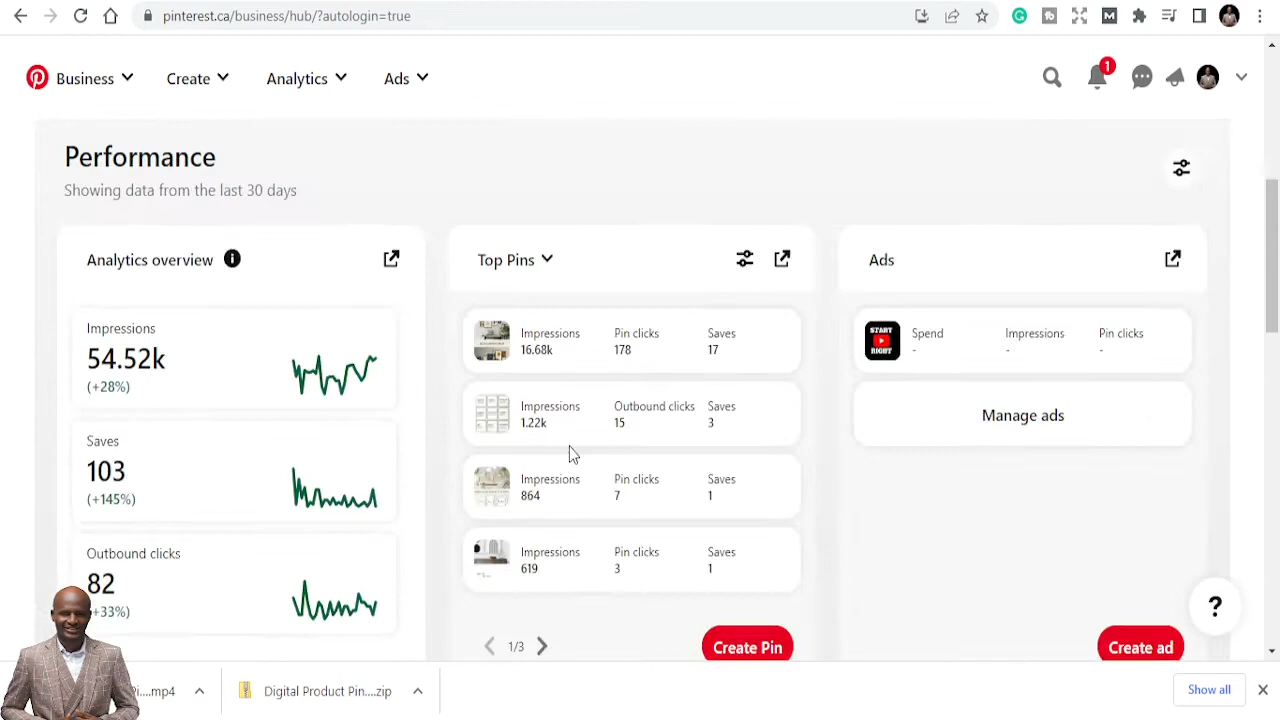 pinterest.ca/business/hub/?autologin=true
Business Create Analytics Ads
1
Performance
Showing data from the last 30 days
Analytics overview
Impressions
54.52k
(+28%)
Saves
103
(+145%)
Outbound clicks
82
+33%)
Top Pins
Impressions Pin clicks Saves
16.68k 178 17
Impressions Outbound clicks Saves
1.22k 15 3
Impressions Pin clicks Saves
864 7 1
Impressions Pin clicks Saves
619 3 1
1/3
Create Pin
Ads
START
RIGHT
Spend Impressions Pin clicks
- - -
Manage ads
Create ad
?
Pi....mp4
Digital Product Pin....zip
Show all